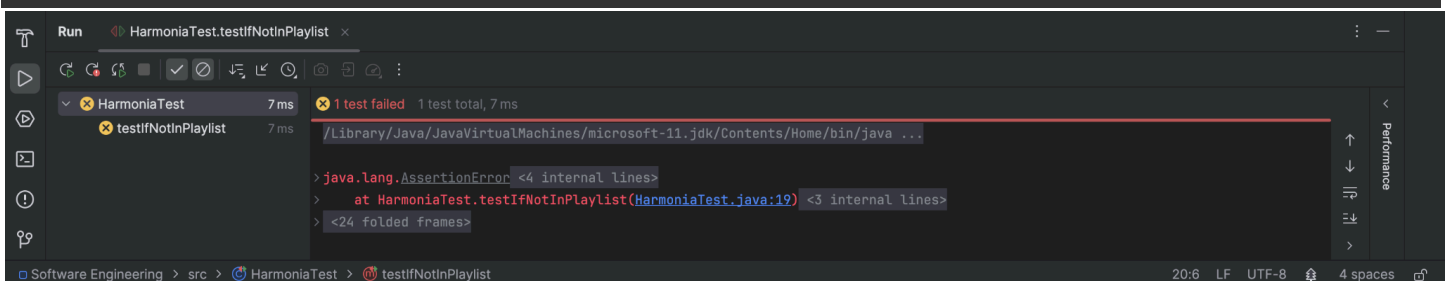 Run HarmoniaTest.testIfNotInPlaylist
HarmoniaTest 7 ms
testIfNotInPlaylist 7 ms
1 test failed 1 test total, 7 ms
/Library/Java/JavaVirtualMachines/microsoft-11.jdk/Contents/Home/bin/java ...
java.lang.AssertionError <4 internal lines>
at HarmoniaTest.testIfNotInPlaylist(HarmoniaTest.java:19) <3 internal lines>
<24 folded frames>
Performance
Software Engineering > src > HarmoniaTest > testIfNotInPlaylist 20:6 LF UTF-8 4 spaces